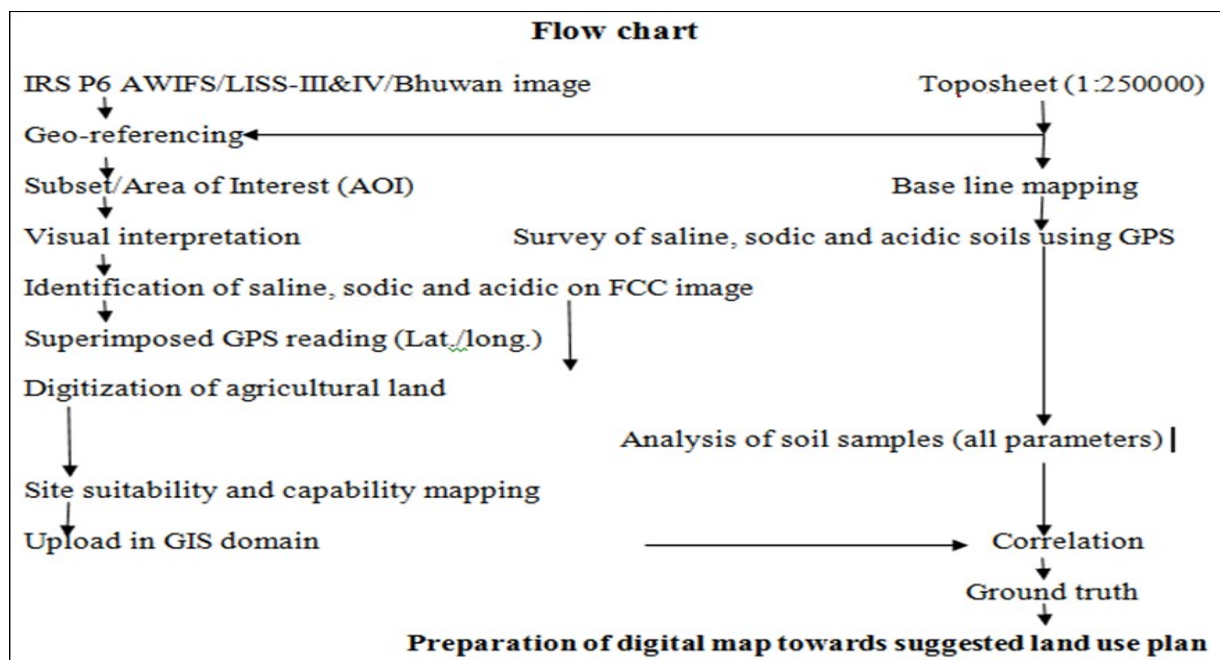 Flow chart
IRS P6 AWIFS/LISS-III&IV/Bhuwan image
Toposheet (1:250000)
Geo-referencing
Subset/Area of Interest (AOI)
Base line mapping
Visual interpretation
Survey of saline, sodic and acidic soils using GPS
Identification of saline, sodic and acidic on FCC image
Superimposed GPS reading (Lat./long.)
Digitization of agricultural land
Analysis of soil samples (all parameters)
Site suitability and capability mapping
Upload in GIS domain
Correlation
Ground truth
Preparation of digital map towards suggested land use plan